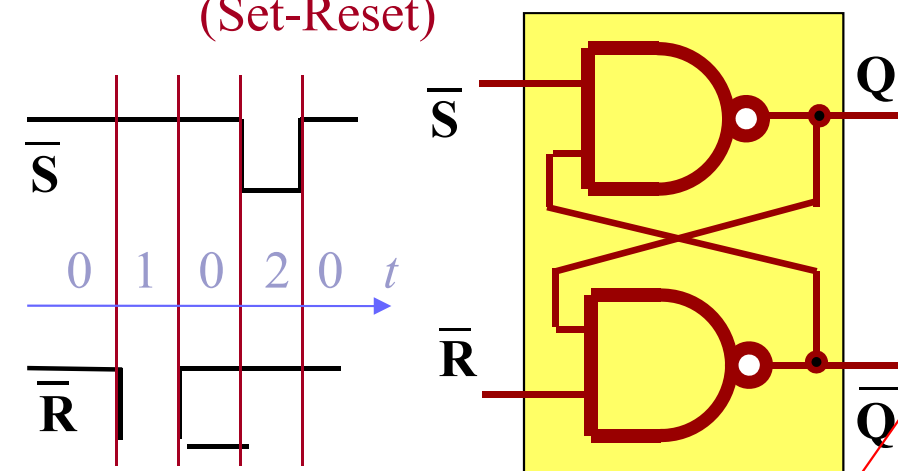 (Set-Reset)
S̅
0 1 0 2 0 t
R̅
S̅
R̅
Q
Q̅